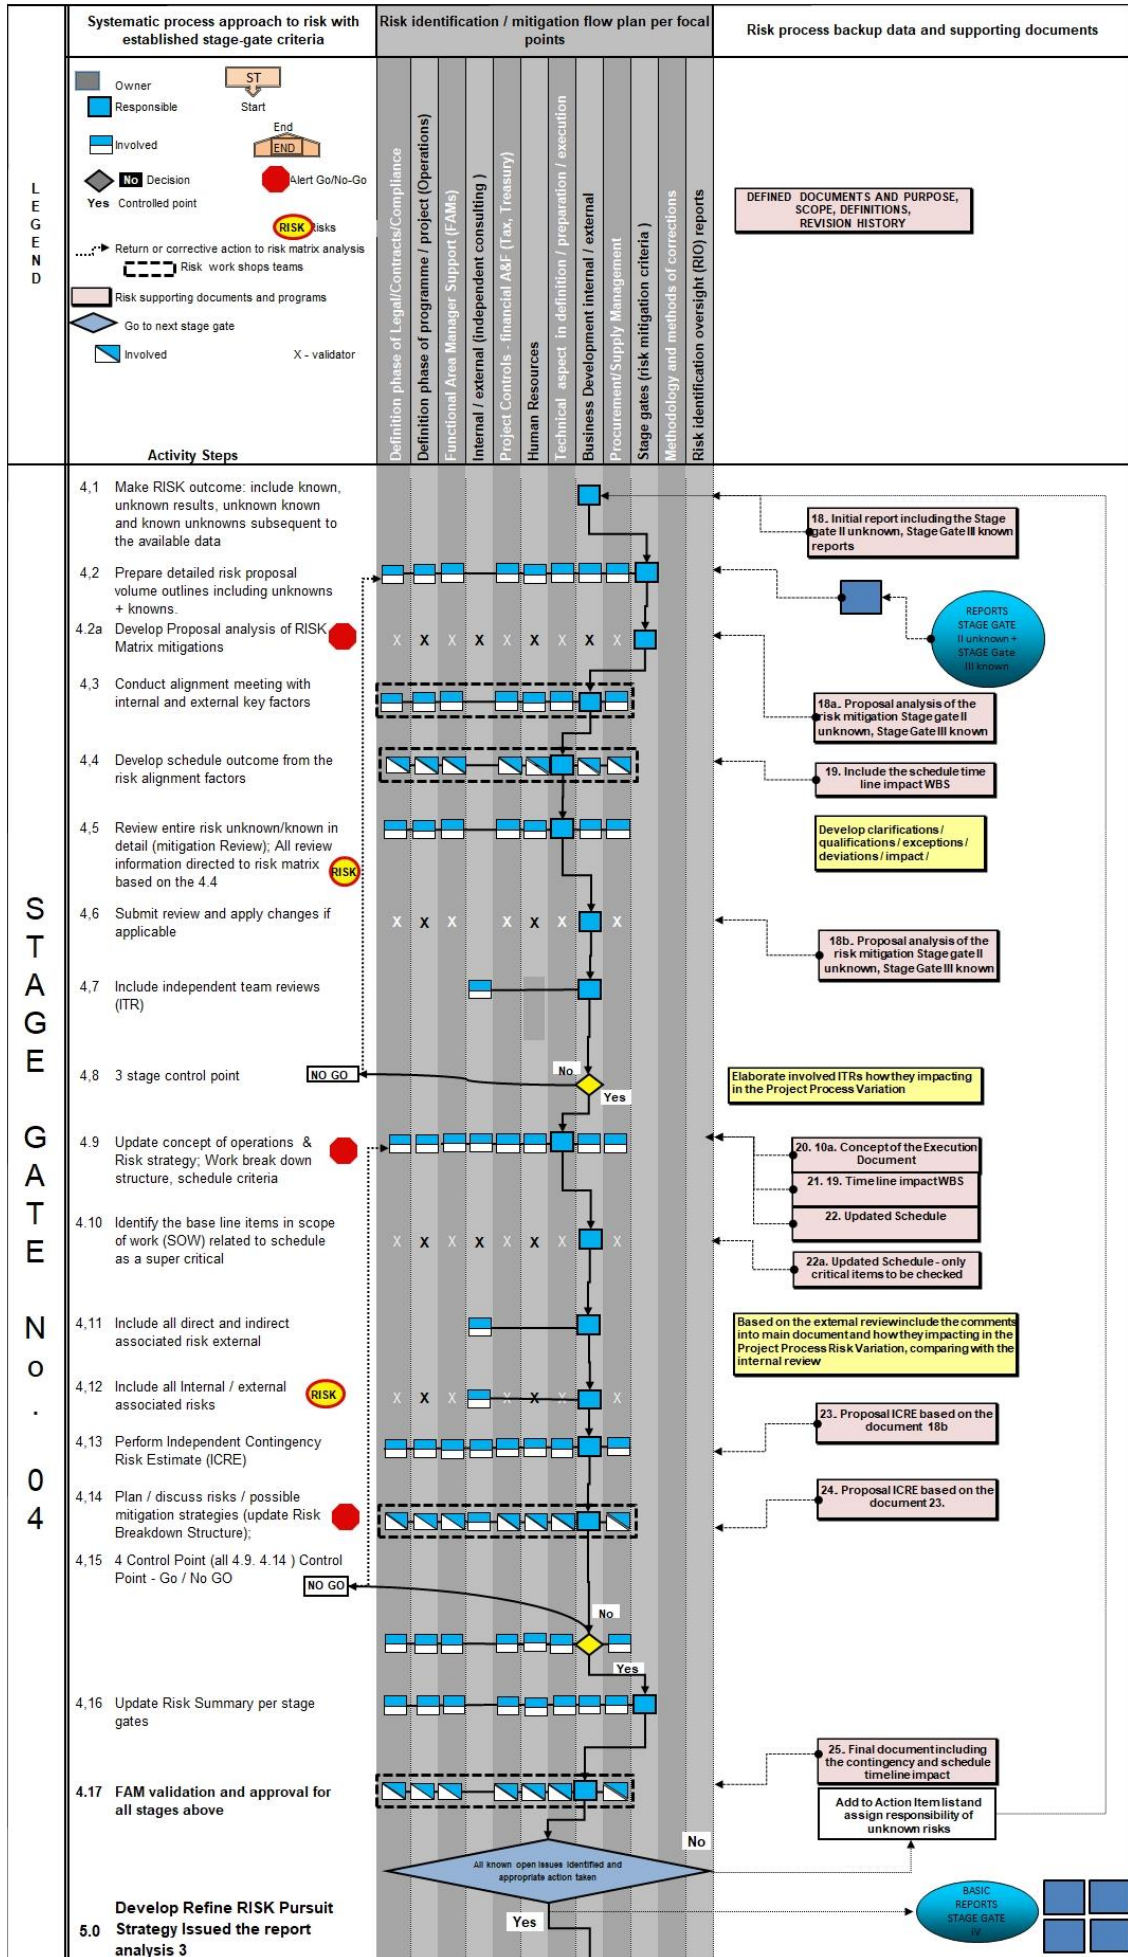 Systematic process approach to risk with
established stage-gate criteria
Risk identification / mitigation flow plan per focal
points
Risk process backup data and supporting documents
LEGEND
Owner
ST
Start
Responsible
End
END
Involved
No Decision
Alert Go/No-Go
Yes Controlled point
RISK Risks
Return or corrective action to risk matrix analysis
Risk work shops teams
Risk supporting documents and programs
Go to next stage gate
Involved
X - validator
Activity Steps
Definition phase of Legal/Contracts/Compliance
Definition phase of programme / project (Operations)
Functional Area Manager Support (FAMs)
Internal / external (independent consulting )
Project Controls - financial A&F (Tax, Treasury)
Human Resources
Technical aspect in definition / preparation / execution
Business Development internal / external
Procurement/Supply Management
Stage gates (risk mitigation criteria )
Methodology and methods of corrections
Risk identification oversight (RIO) reports
DEFINED DOCUMENTS AND PURPOSE,
SCOPE, DEFINITIONS,
REVISION HISTORY
STAGE GATE No. 04
4,1 Make RISK outcome: include known,
unknown results, unknown known
and known unknowns subsequent to
the available data
18. Initial report including the Stage
gate II unknown, Stage Gate III known
reports
4,2 Prepare detailed risk proposal
volume outlines including unknowns
+ knowns.
REPORTS
STAGE GATE
II unknown +
STAGE Gate
III known
4.2a Develop Proposal analysis of RISK
Matrix mitigations
X X X X X X X X X
4,3 Conduct alignment meeting with
internal and external key factors
18a. Proposal analysis of the
risk mitigation Stage gate II
unknown, Stage Gate III known
4,4 Develop schedule outcome from the
risk alignment factors
19. Include the schedule time
line impact WBS
4,5 Review entire risk unknown/known in
detail (mitigation Review); All review
information directed to risk matrix
based on the 4.4
RISK
Develop clarifications /
qualifications / exceptions /
deviations / impact /
4,6 Submit review and apply changes if
applicable
X X X X X X X
18b. Proposal analysis of the
risk mitigation Stage gate II
unknown, Stage Gate III known
4,7 Include independent team reviews
(ITR)
4,8 3 stage control point
NO GO
No
Yes
Elaborate involved ITRs how they impacting
in the Project Process Variation
4.9 Update concept of operations &
Risk strategy; Work break down
structure, schedule criteria
20. 10a. Concept of the Execution
Document
21. 19. Time line impact WBS
22. Updated Schedule
4.10 Identify the base line items in scope
of work (SOW) related to schedule
as a super critical
X X X X X X X X
22a. Updated Schedule - only
critical items to be checked
4,11 Include all direct and indirect
associated risk external
Based on the external review include the comments
into main document and how they impacting in the
Project Process Risk Variation, comparing with the
internal review
4,12 Include all Internal / external
associated risks
RISK
X X X X X X X
23. Proposal ICRE based on the
document 18b
4,13 Perform Independent Contingency
Risk Estimate (ICRE)
4,14 Plan / discuss risks / possible
mitigation strategies (update Risk
Breakdown Structure);
24. Proposal ICRE based on the
document 23.
4,15 4 Control Point (all 4.9. 4.14 ) Control
Point - Go / No GO
NO GO
No
Yes
4,16 Update Risk Summary per stage
gates
25. Final document including
the contingency and schedule
timeline impact
4.17 FAM validation and approval for
all stages above
Add to Action Item list and
assign responsibility of
unknown risks
No
All known open issues identified and
appropriate action taken
Yes
BASIC
REPORTS
STAGE GATE
IV
5.0 Develop Refine RISK Pursuit
Strategy Issued the report
analysis 3